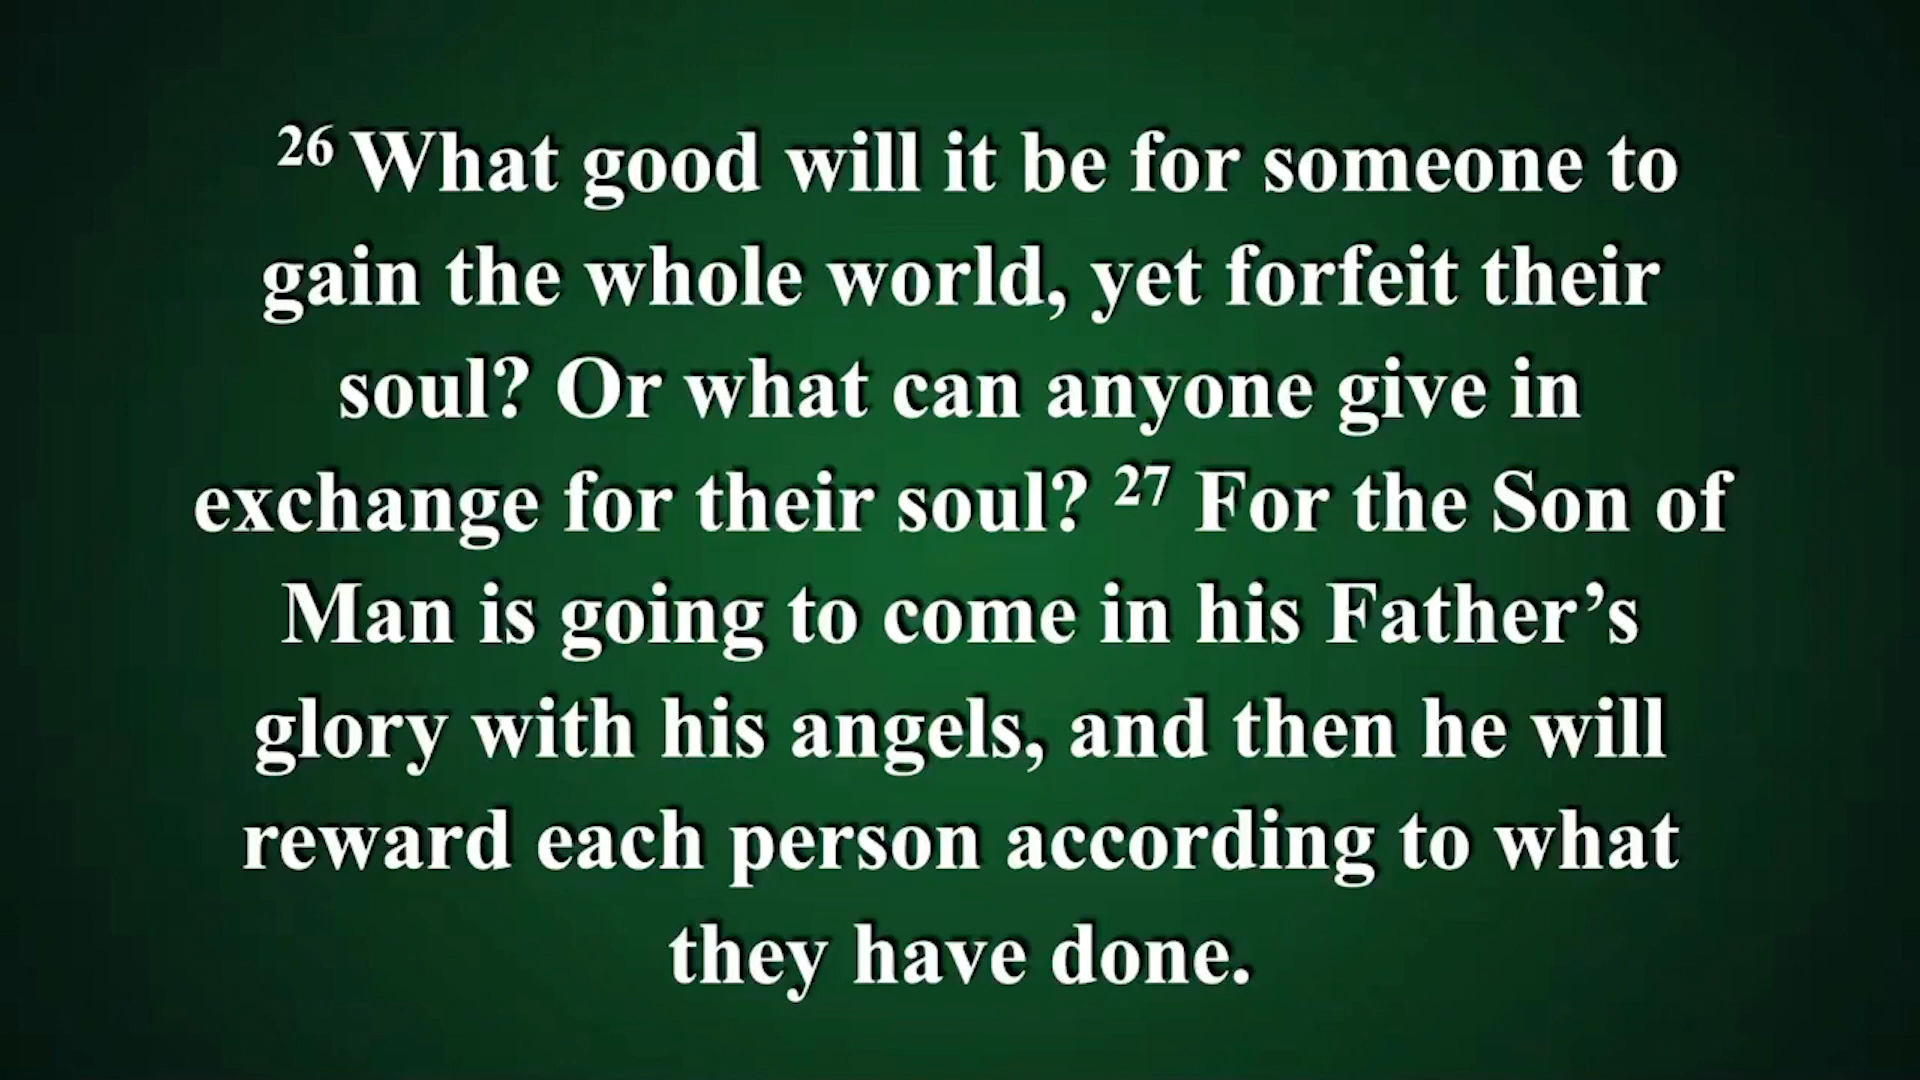 26 What good will it be for someone to
gain the whole world, yet forfeit their
soul? Or what can anyone give in
exchange for their soul? 27 For the Son of
Man is going to come in his Father’s
glory with his angels, and then he will
reward each person according to what
they have done.